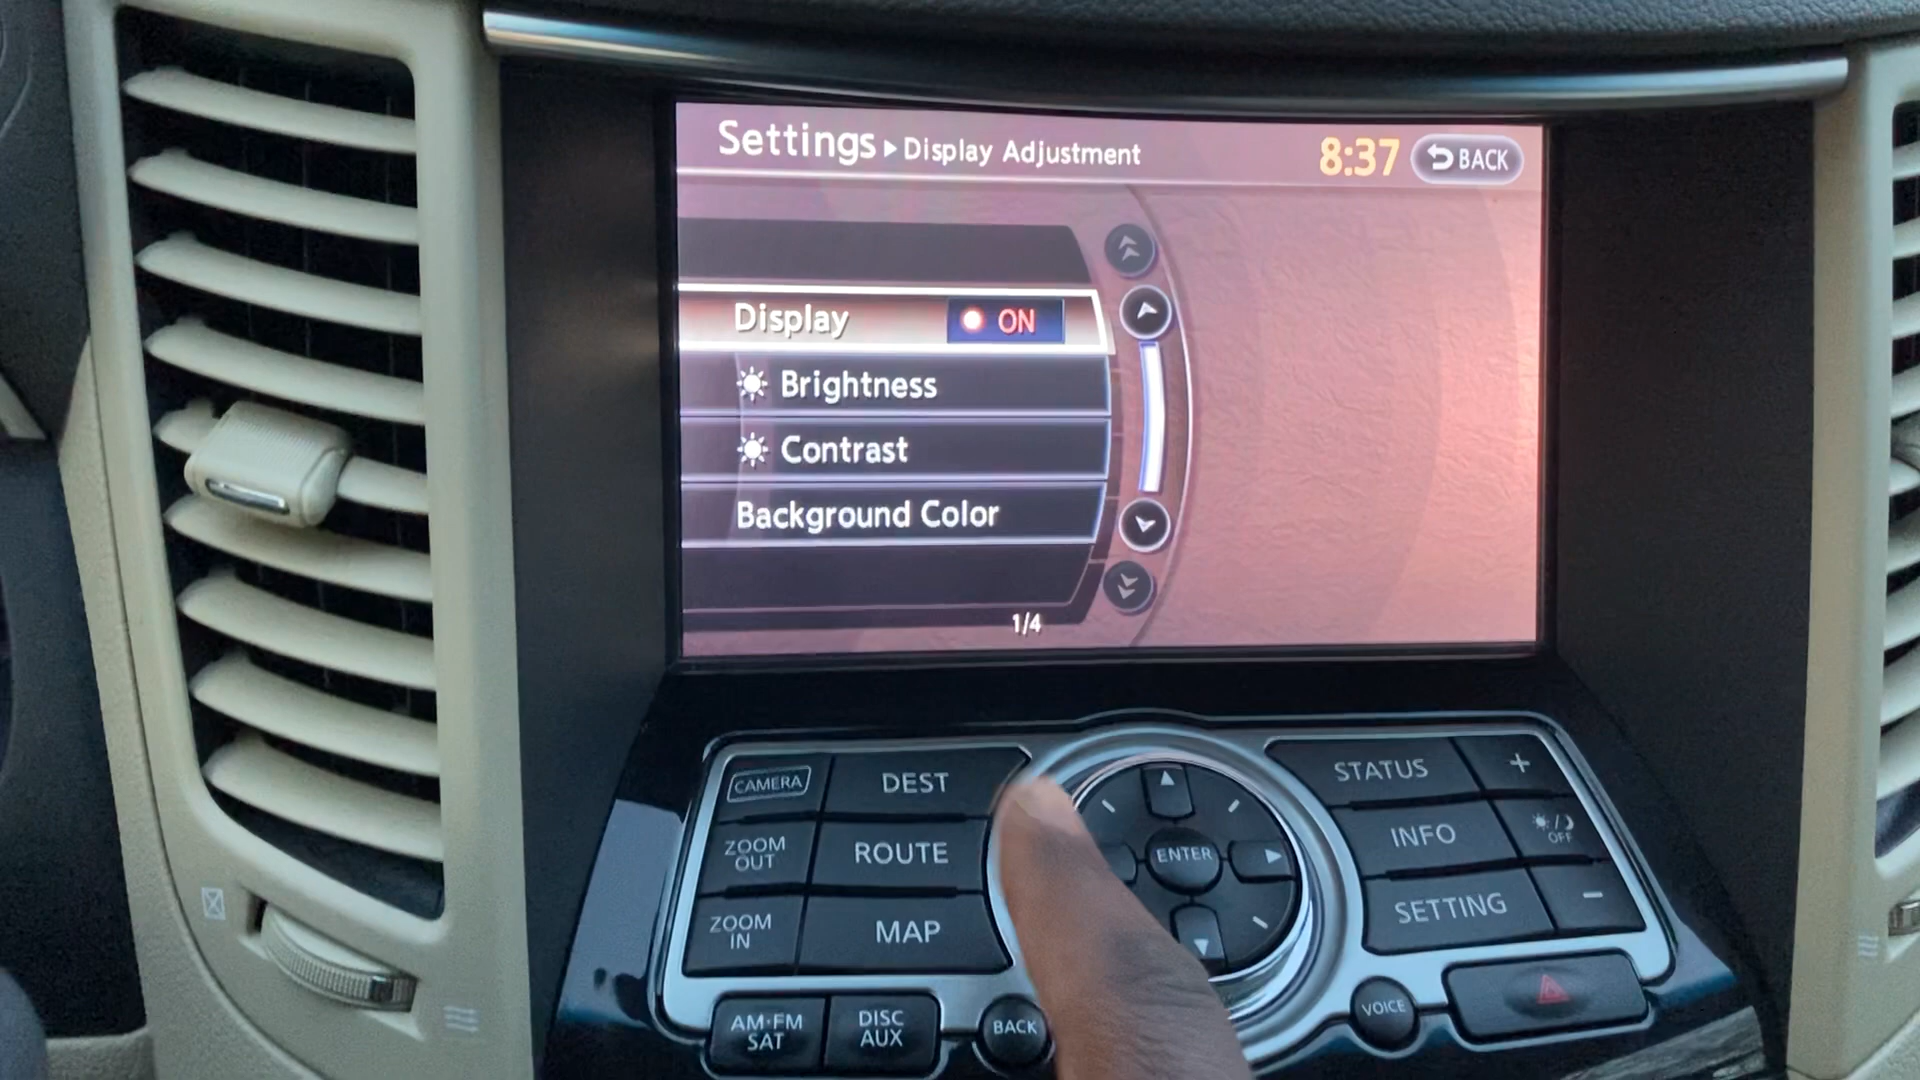 Settings ▸ Display Adjustment 8:37 BACK
Display ON
Brightness
Contrast
Background Color
1/4
CAMERA
DEST
ZOOM
OUT
ROUTE
ZOOM
IN
MAP
ENTER
STATUS
+
INFO
OFF
SETTING
−
AM·FM
SAT
DISC
AUX
BACK
VOICE